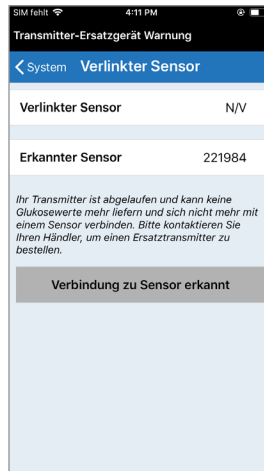 SIM fehlt 4:11 PM
Transmitter-Ersatzgerät Warnung
System Verlinkter Sensor
Verlinkter Sensor N/V
Erkannter Sensor 221984
Ihr Transmitter ist abgelaufen und kann keine
Glukosewerte mehr liefern und sich nicht mehr mit
einem Sensor verbinden. Bitte kontaktieren Sie
Ihren Händler, um einen Ersatztransmitter zu
bestellen.
Verbindung zu Sensor erkannt